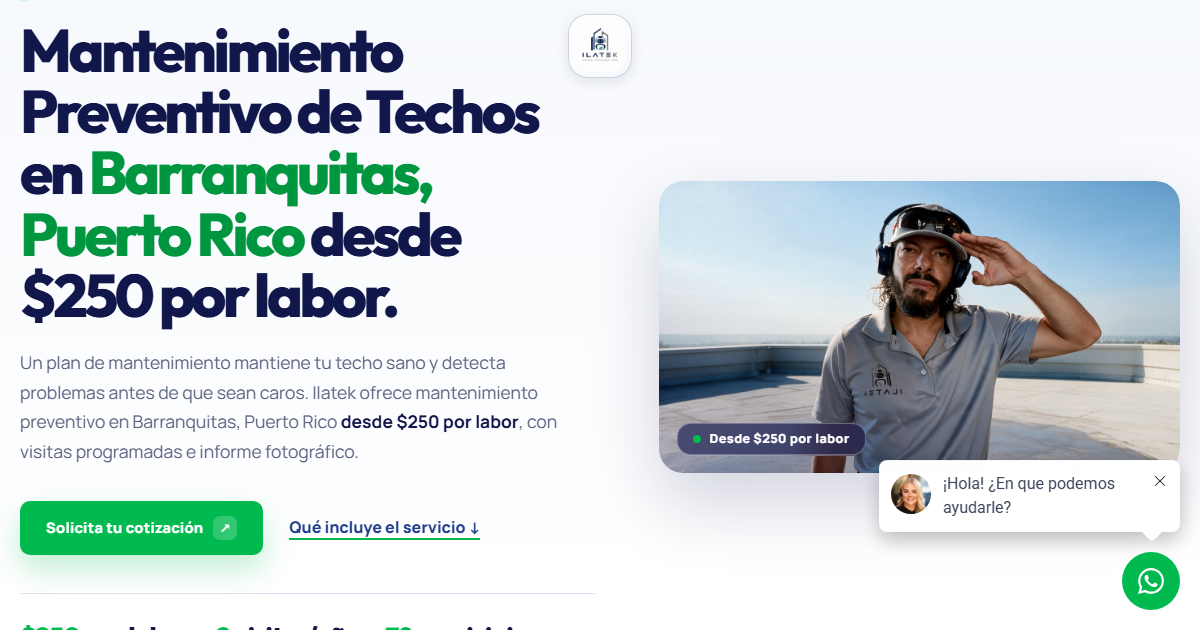 Mantenimiento
Preventivo de Techos
en Barranquitas,
Puerto Rico desde
$250 por labor.
Un plan de mantenimiento mantiene tu techo sano y detecta
problemas antes de que sean caros. Ilatek ofrece mantenimiento
preventivo en Barranquitas, Puerto Rico desde $250 por labor, con
visitas programadas e informe fotográfico.
Solicita tu cotización ↗
Qué incluye el servicio ↓
ILATEK
Desde $250 por labor
¡Hola! ¿En que podemos
ayudarle?